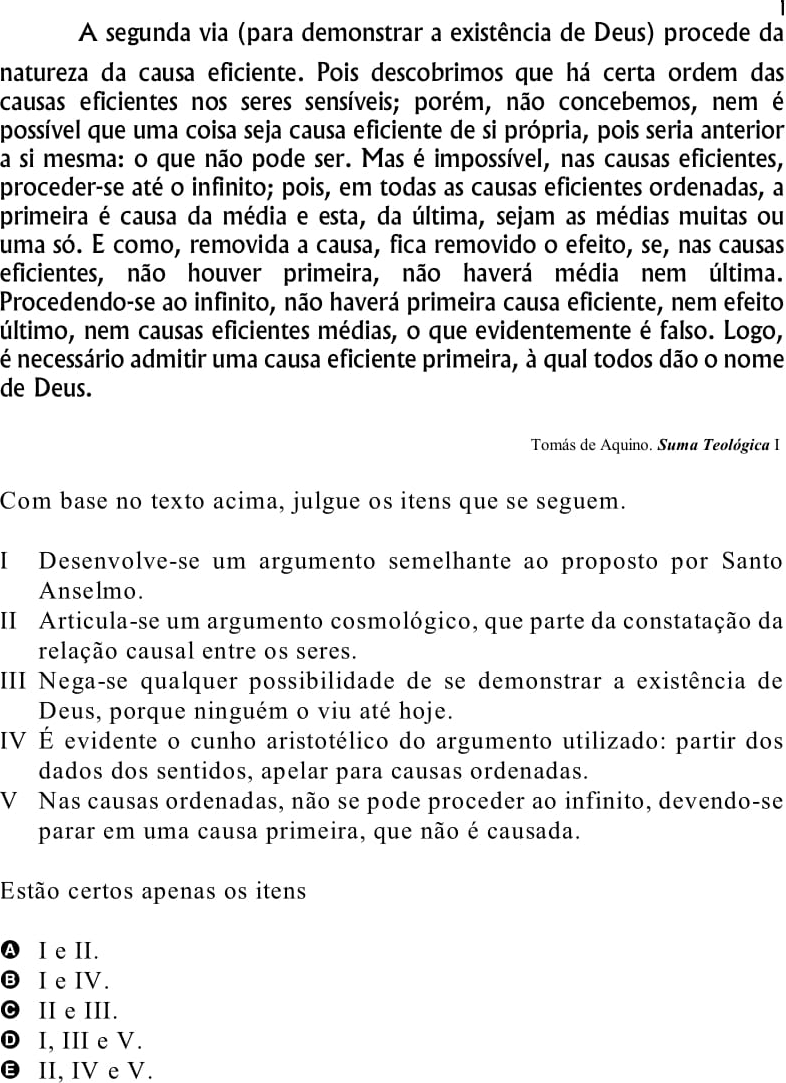 A segunda via (para demonstrar a existência de Deus) procede da
natureza da causa eficiente. Pois descobrimos que há certa ordem das
causas eficientes nos seres sensíveis; porém, não concebemos, nem é
possível que uma coisa seja causa eficiente de si própria, pois seria anterior
a si mesma: o que não pode ser. Mas é impossível, nas causas eficientes,
proceder-se até o infinito; pois, em todas as causas eficientes ordenadas, a
primeira é causa da média e esta, da última, sejam as médias muitas ou
uma só. E como, removida a causa, fica removido o efeito, se, nas causas
eficientes, não houver primeira, não haverá média nem última.
Procedendo-se ao infinito, não haverá primeira causa eficiente, nem efeito
último, nem causas eficientes médias, o que evidentemente é falso. Logo,
é necessário admitir uma causa eficiente primeira, à qual todos dão o nome
de Deus.
Tomás de Aquino. Suma Teológica I
Com base no texto acima, julgue os itens que se seguem.
I Desenvolve-se um argumento semelhante ao proposto por Santo
Anselmo.
II Articula-se um argumento cosmológico, que parte da constatação da
relação causal entre os seres.
III Nega-se qualquer possibilidade de se demonstrar a existência de
Deus, porque ninguém o viu até hoje.
IV É evidente o cunho aristotélico do argumento utilizado: partir dos
dados dos sentidos, apelar para causas ordenadas.
V Nas causas ordenadas, não se pode proceder ao infinito, devendo-se
parar em uma causa primeira, que não é causada.
Estão certos apenas os itens
A I e II.
B I e IV.
C II e III.
D I, III e V.
E II, IV e V.